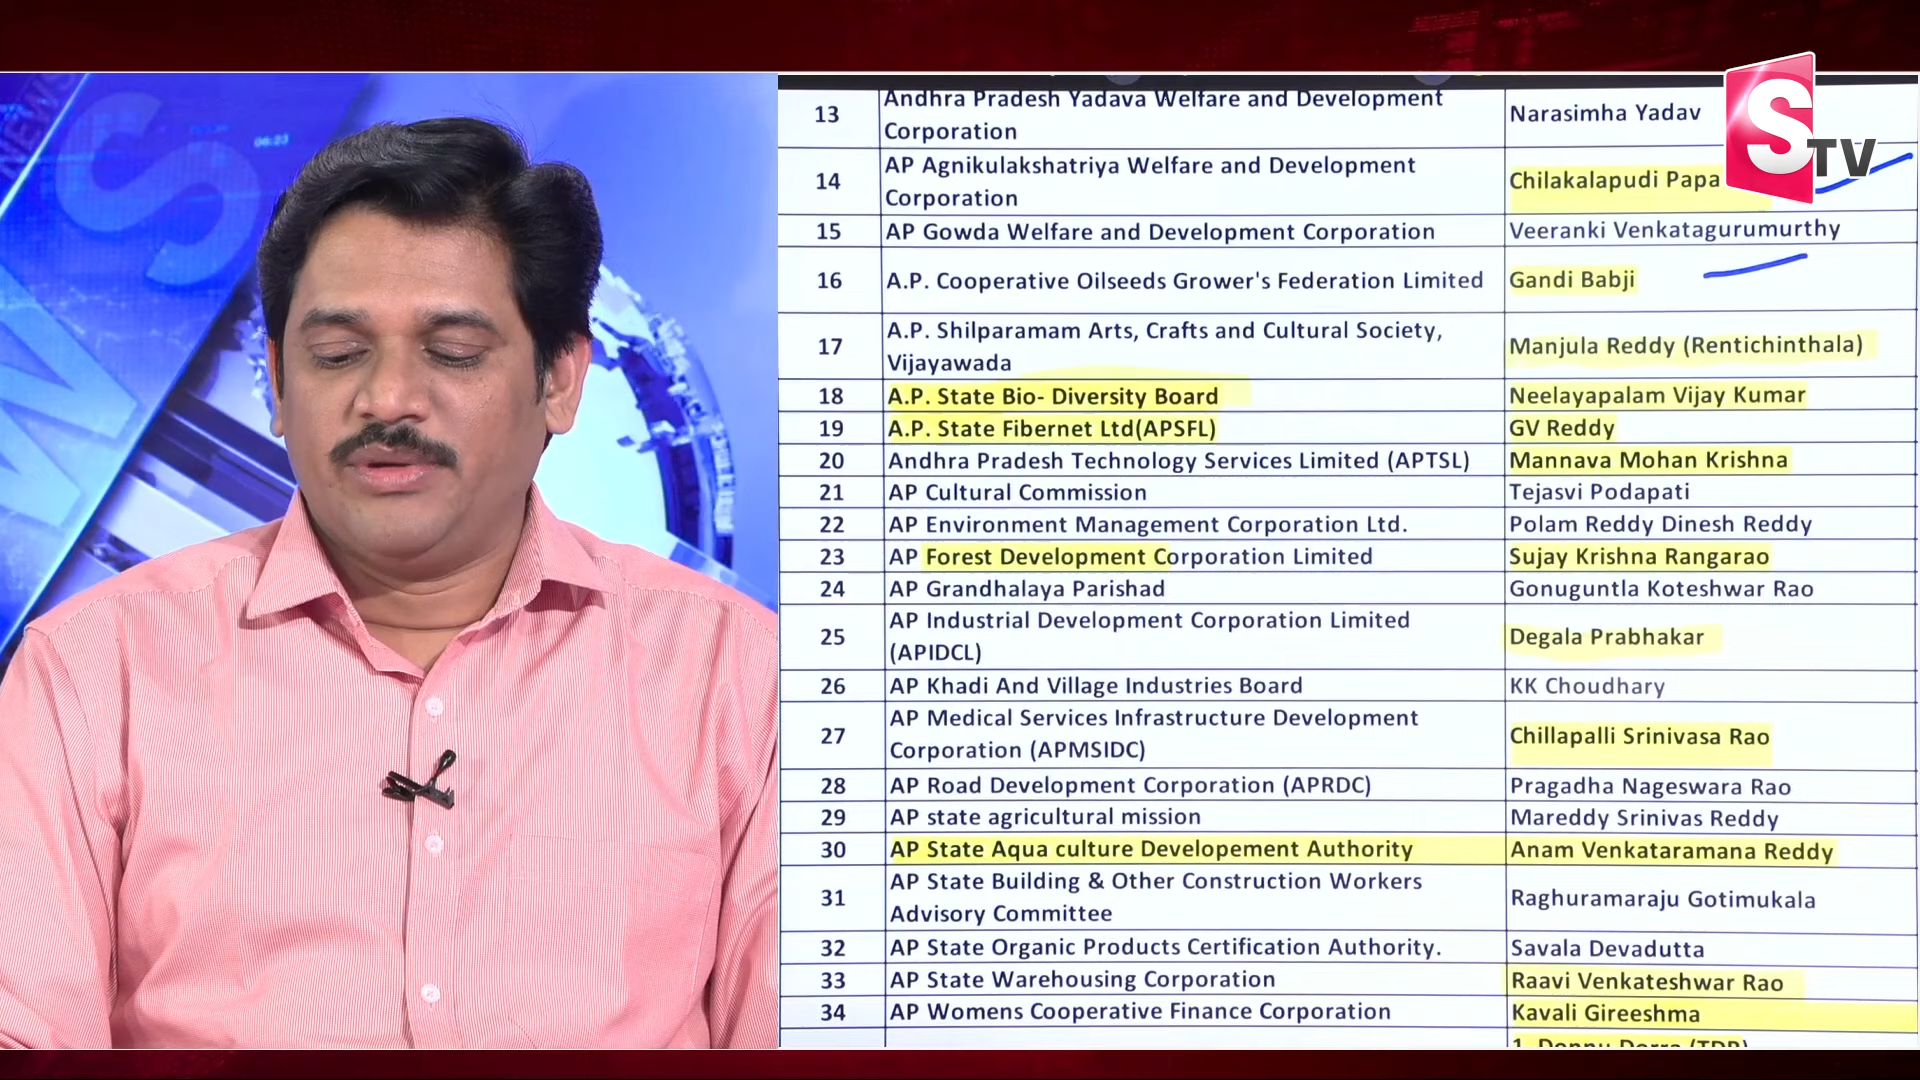 NEWS
06:23
S TV
13 Andhra Pradesh Yadava Welfare and Development
Corporation Narasimha Yadav
14 AP Agnikulakshatriya Welfare and Development
Corporation Chilakalapudi Papa
15 AP Gowda Welfare and Development Corporation Veeranki Venkatagurumurthy
16 A.P. Cooperative Oilseeds Grower's Federation Limited Gandi Babji
17 A.P. Shilparamam Arts, Crafts and Cultural Society,
Vijayawada Manjula Reddy (Rentichinthala)
18 A.P. State Bio- Diversity Board Neelayapalam Vijay Kumar
19 A.P. State Fibernet Ltd(APSFL) GV Reddy
20 Andhra Pradesh Technology Services Limited (APTSL) Mannava Mohan Krishna
21 AP Cultural Commission Tejasvi Podapati
22 AP Environment Management Corporation Ltd. Polam Reddy Dinesh Reddy
23 AP Forest Development Corporation Limited Sujay Krishna Rangarao
24 AP Grandhalaya Parishad Gonuguntla Koteshwar Rao
25 AP Industrial Development Corporation Limited
(APIDCL) Degala Prabhakar
26 AP Khadi And Village Industries Board KK Choudhary
27 AP Medical Services Infrastructure Development
Corporation (APMSIDC) Chillapalli Srinivasa Rao
28 AP Road Development Corporation (APRDC) Pragadha Nageswara Rao
29 AP state agricultural mission Mareddy Srinivas Reddy
30 AP State Aqua culture Developement Authority Anam Venkataramana Reddy
31 AP State Building & Other Construction Workers
Advisory Committee Raghuramaraju Gotimukala
32 AP State Organic Products Certification Authority. Savala Devadutta
33 AP State Warehousing Corporation Raavi Venkateshwar Rao
34 AP Womens Cooperative Finance Corporation Kavali Gireeshma